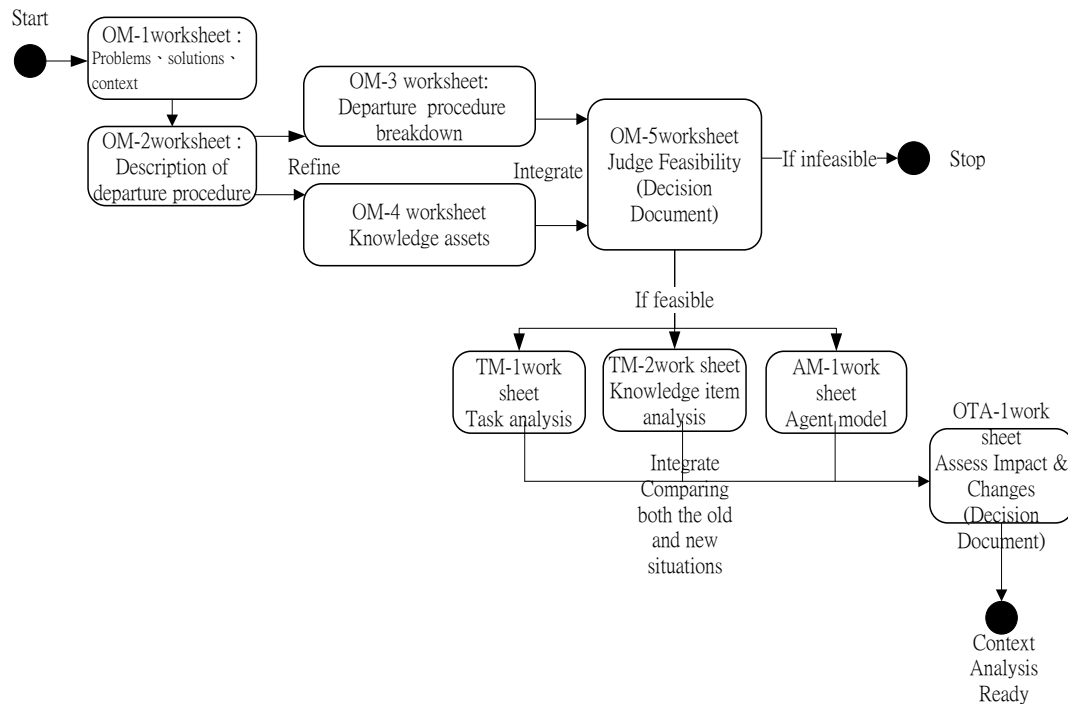 Start
OM-1worksheet :
Problems、solutions、
context
OM-2worksheet :
Description of
departure procedure
Refine
OM-3 worksheet:
Departure procedure
breakdown
OM-4 worksheet
Knowledge assets
Integrate
OM-5worksheet
Judge Feasibility
(Decision
Document)
If infeasible
Stop
If feasible
TM-1work
sheet
Task analysis
TM-2work sheet
Knowledge item
analysis
AM-1work
sheet
Agent model
Integrate
Comparing
both the old
and new
situations
OTA-1work
sheet
Assess Impact &
Changes
(Decision
Document)
Context
Analysis
Ready